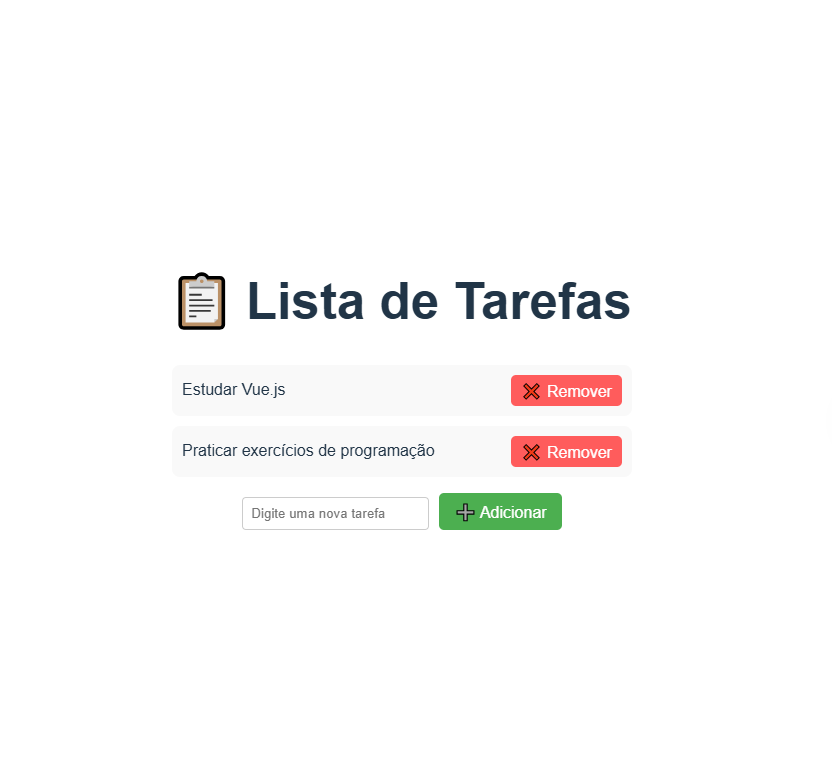 Lista de Tarefas
Estudar Vue.js
Remover
Praticar exercícios de programação
Remover
Digite uma nova tarefa
Adicionar